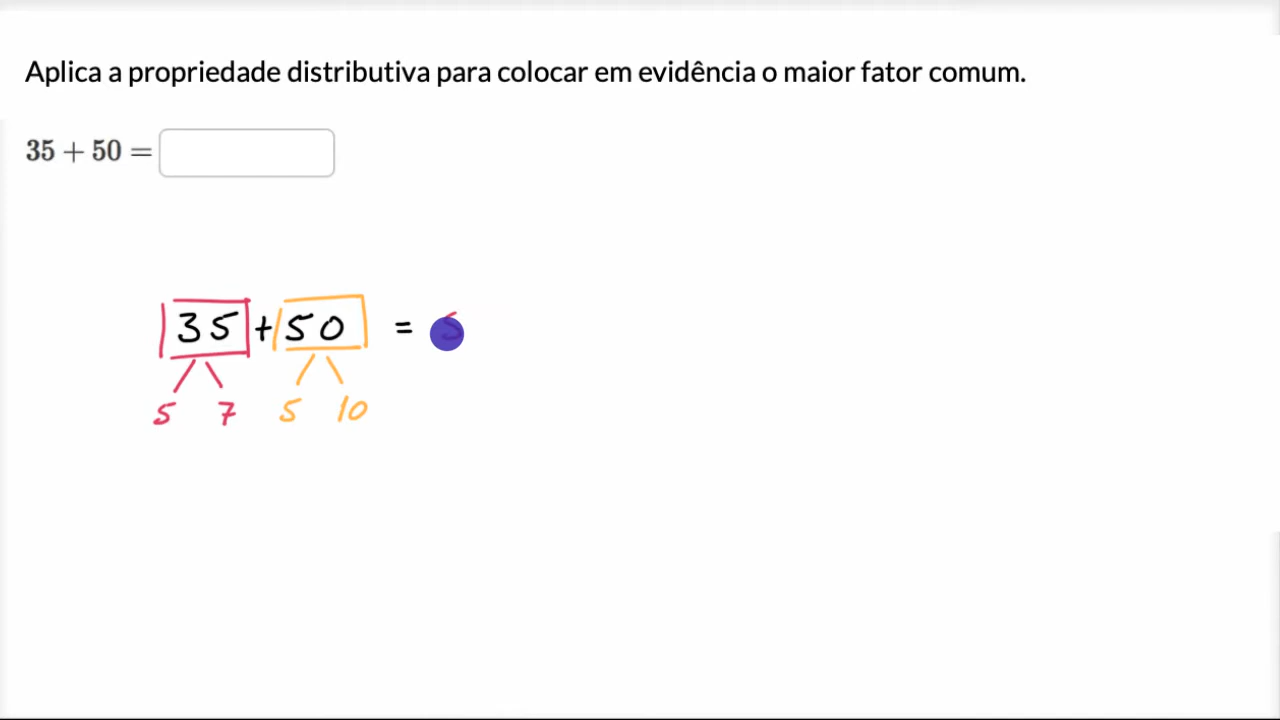 Aplica a propriedade distributiva para colocar em evidência o maior fator comum.
35 + 50 =
35 + 50 =
5 7 5 10